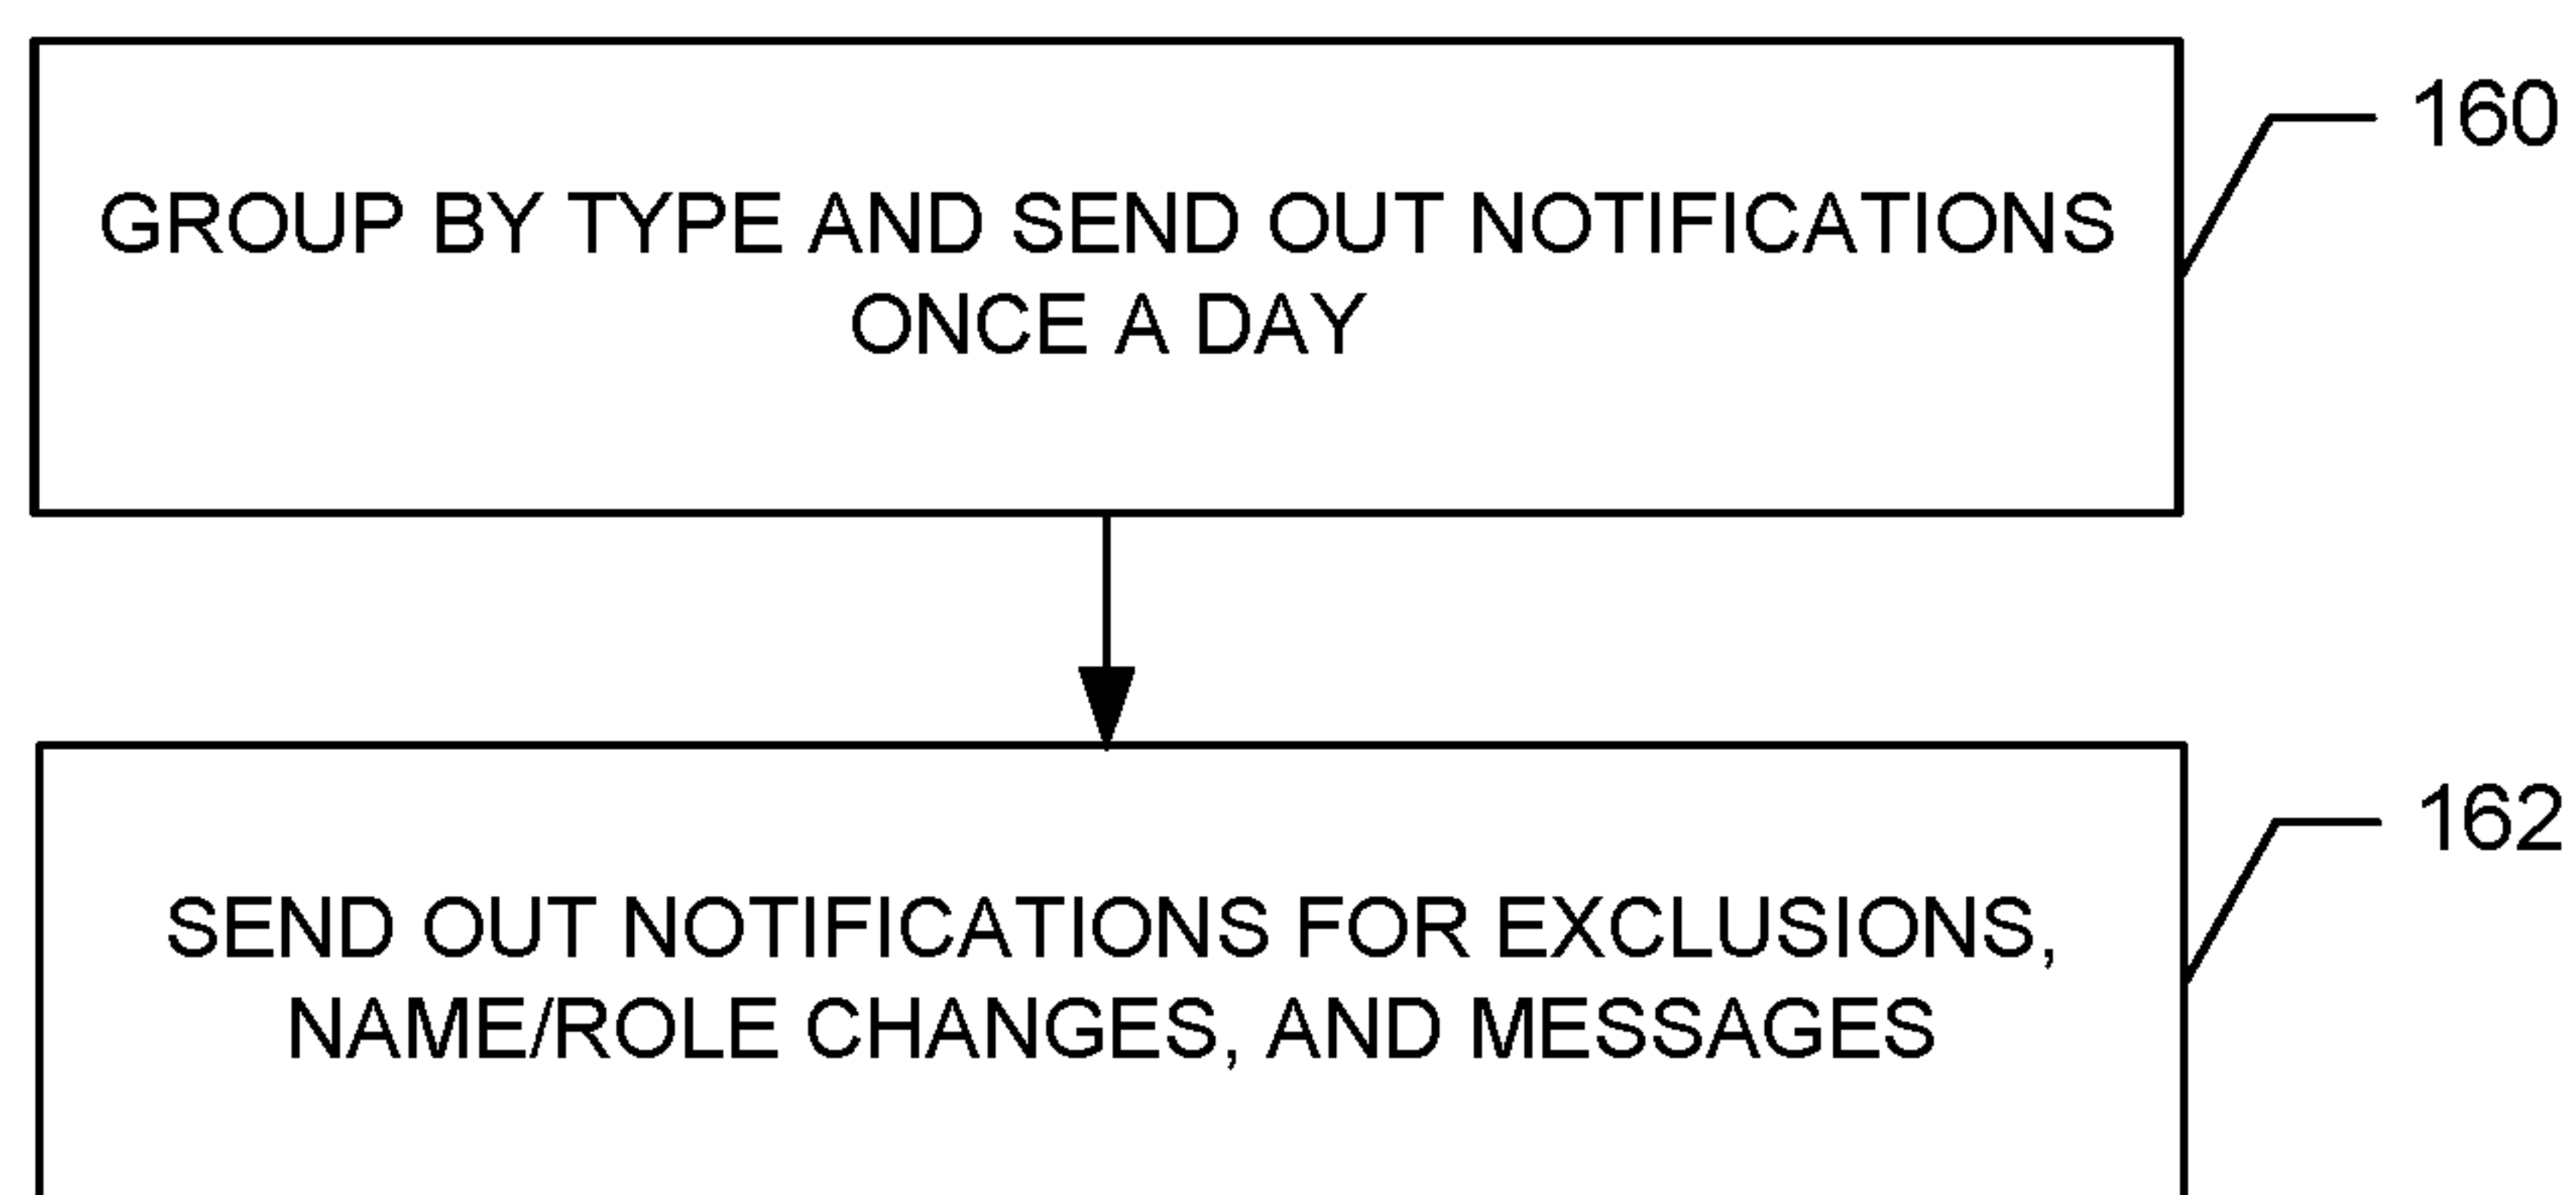 160
GROUP BY TYPE AND SEND OUT NOTIFICATIONS
ONCE A DAY
162
SEND OUT NOTIFICATIONS FOR EXCLUSIONS,
NAME/ROLE CHANGES, AND MESSAGES